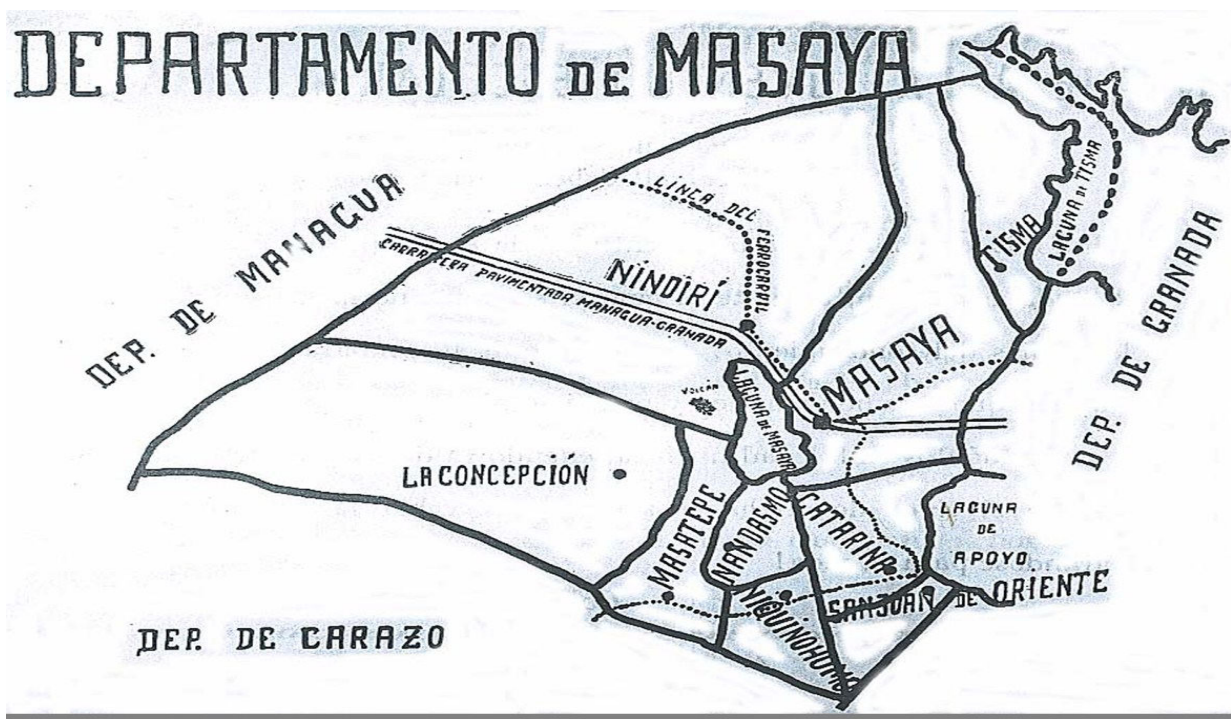 DEPARTAMENTO DE MASAYA
DEP. DE MANAGUA
LINEA DEL FERROCARRIL
LAGUNA DE TISMA
TISMA
DEP. DE GRANADA
NINDIRÍ
CARRETERA PAVIMENTADA MANAGUA-GRANADA
MASAYA
VOLCÁN
LAGUNA DE MASAYA
LA CONCEPCIÓN
MASATEPE
NANDASMO
CATARINA
LAGUNA
DE
APOYO
NIQUINOHOMO
SAN JUAN DE ORIENTE
DEP. DE CARAZO